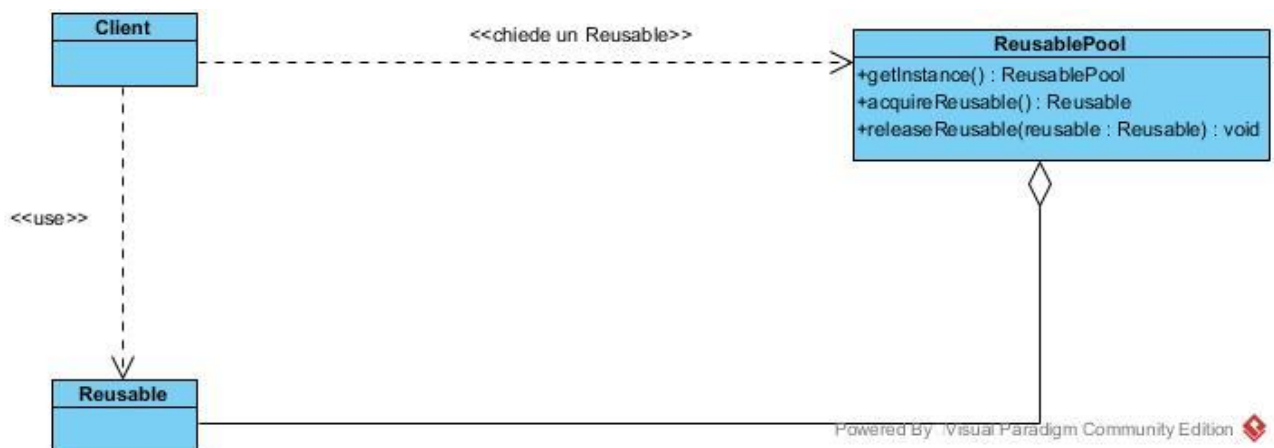 Client
<<chiede un Reusable>>
ReusablePool
+getInstance() : ReusablePool
+acquireReusable() : Reusable
+releaseReusable(reusable : Reusable) : void
<<use>>
Reusable
Powered By Visual Paradigm Community Edition